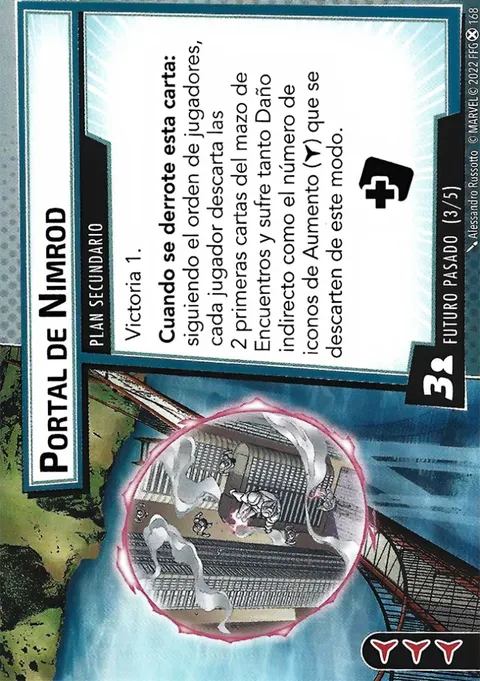 PORTAL DE NIMROD
PLAN SECUNDARIO
Victoria 1.
Cuando se derrote esta carta:
siguiendo el orden de jugadores,
cada jugador descarta las
2 primeras cartas del mazo de
Encuentros y sufre tanto Daño
indirecto como el número de
iconos de Aumento () que se
descarten de este modo.
3
FUTURO PASADO (3/5)
Alessandro Russotto © MARVEL © 2022 FFG 168